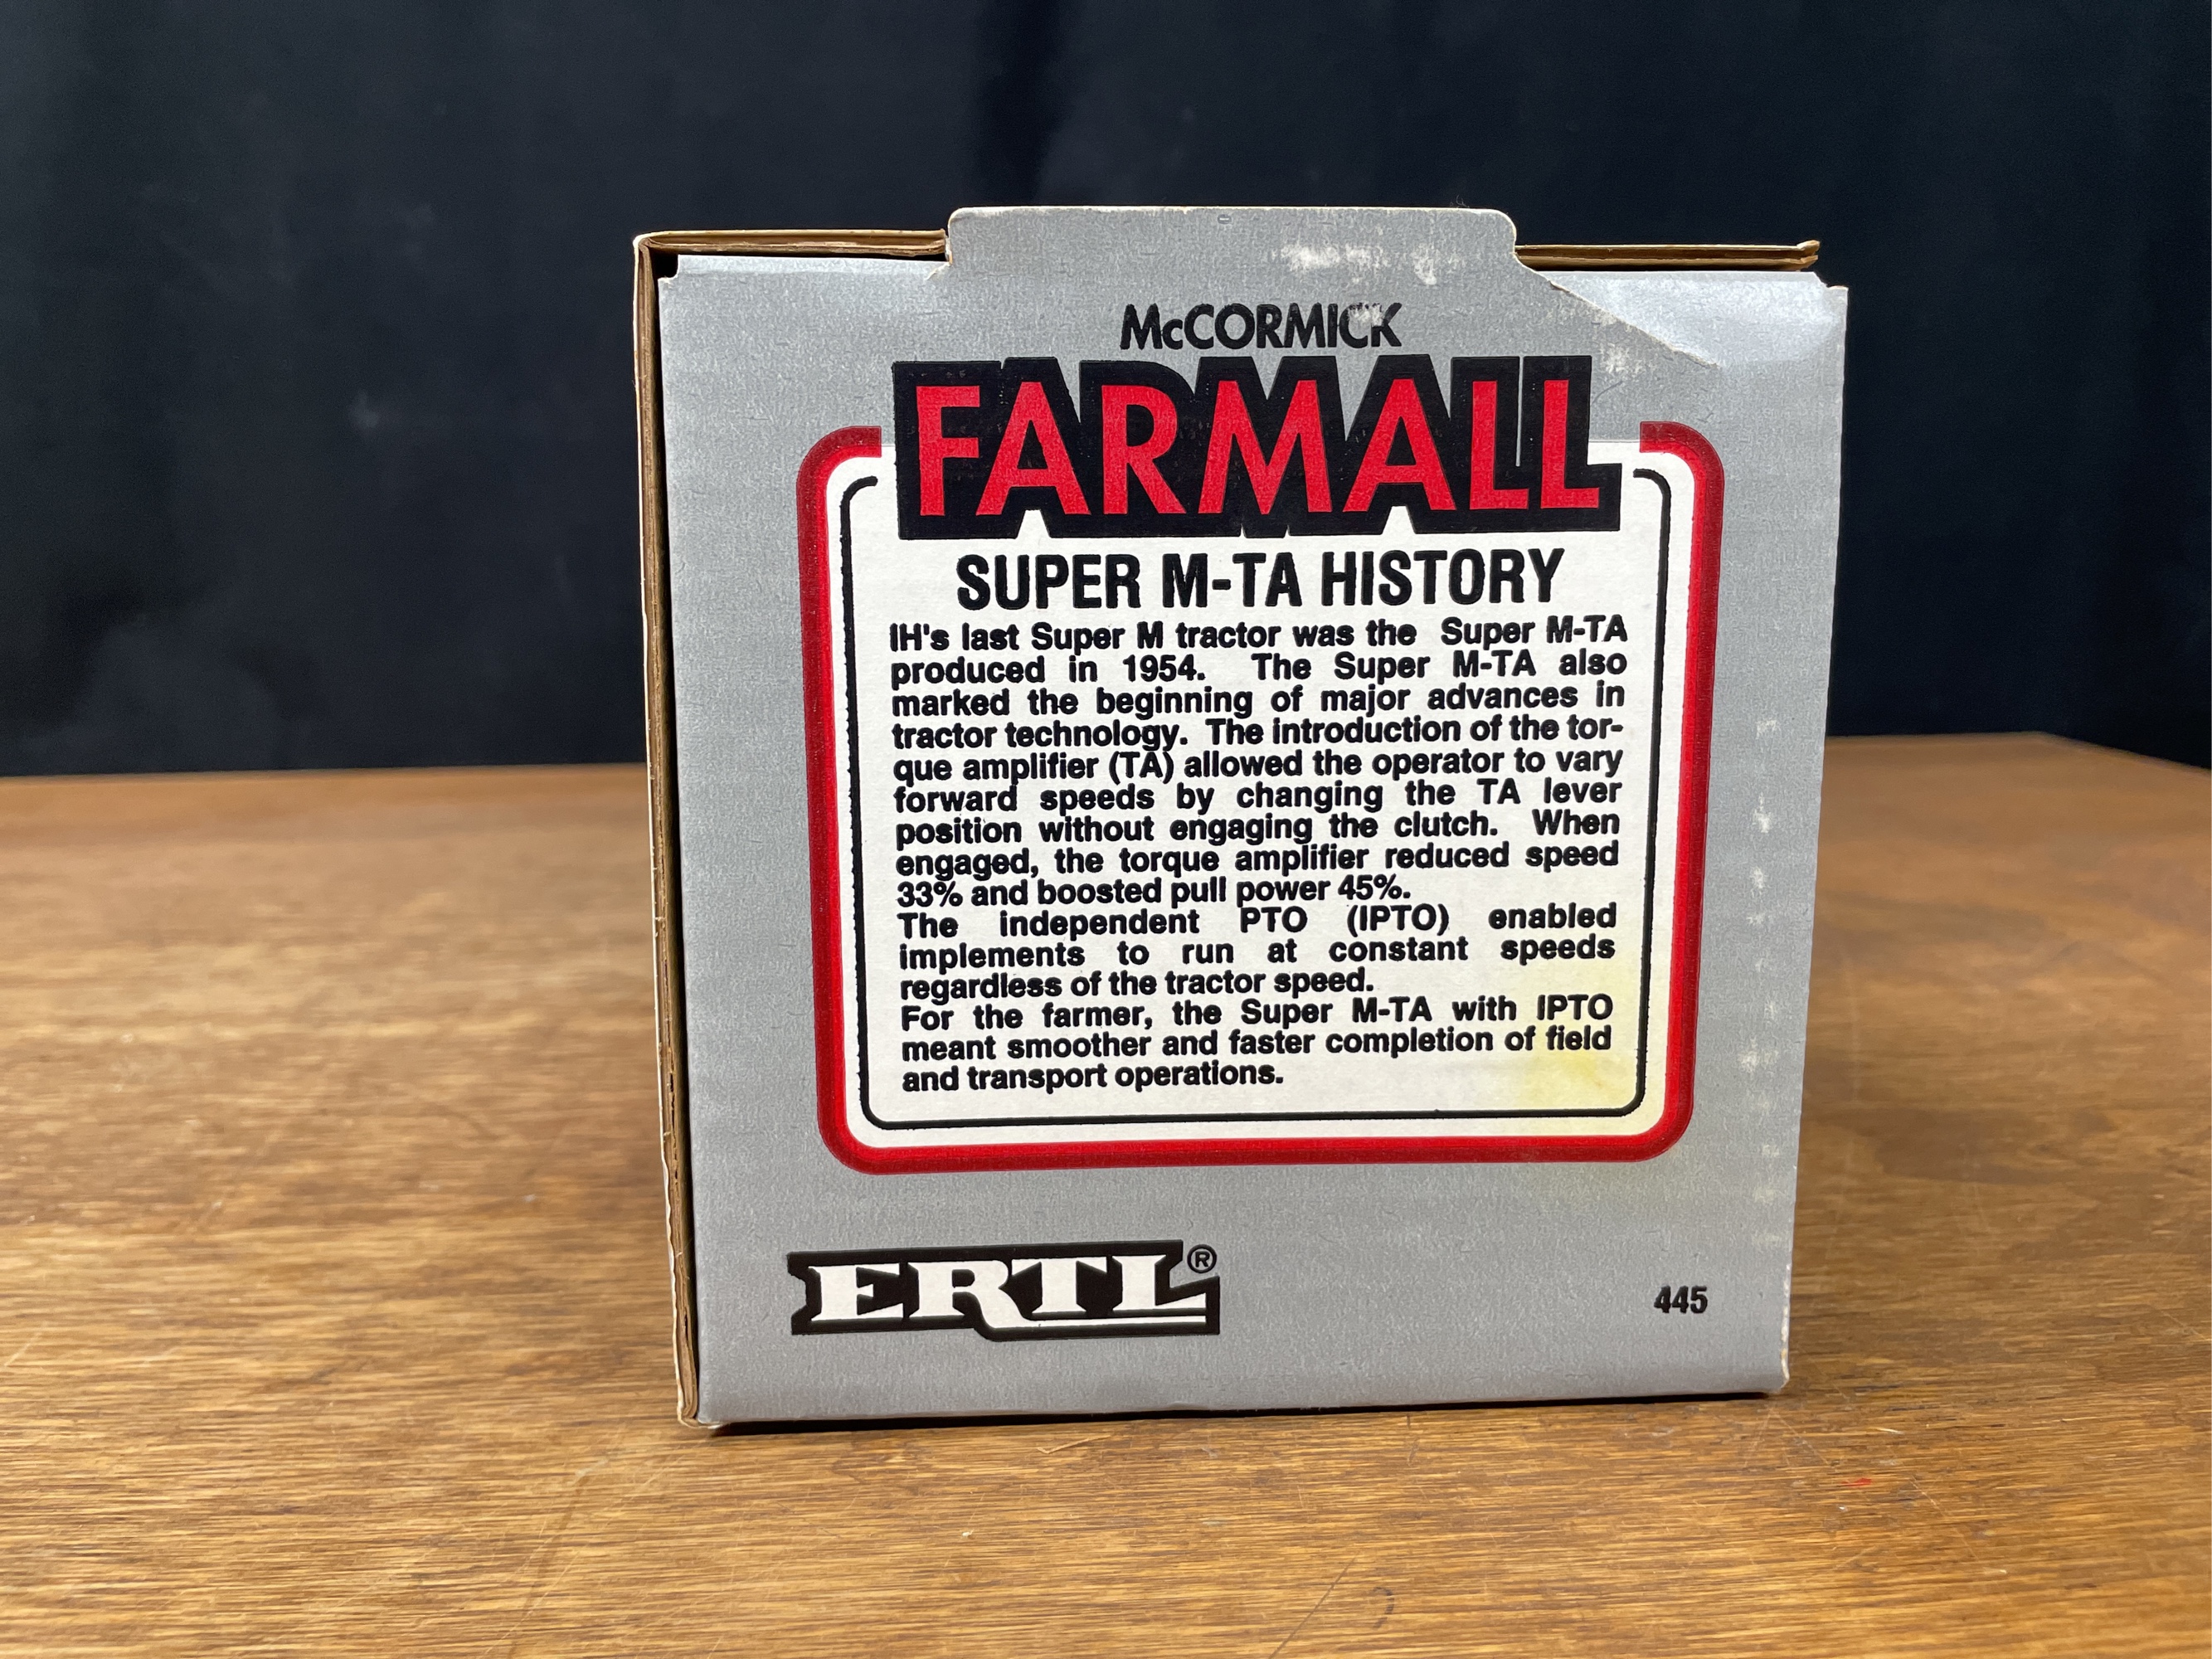 McCORMICK
FARMALL
SUPER M-TA HISTORY
IH's last Super M tractor was the Super M-TA
produced in 1954. The Super M-TA also
marked the beginning of major advances in
tractor technology. The introduction of the tor-
que amplifier (TA) allowed the operator to vary
forward speeds by changing the TA lever
position without engaging the clutch. When
engaged, the torque amplifier reduced speed
33% and boosted pull power 45%.
The independent PTO (IPTO) enabled
implements to run at constant speeds
regardless of the tractor speed.
For the farmer, the Super M-TA with IPTO
meant smoother and faster completion of field
and transport operations.
ERTL®
445